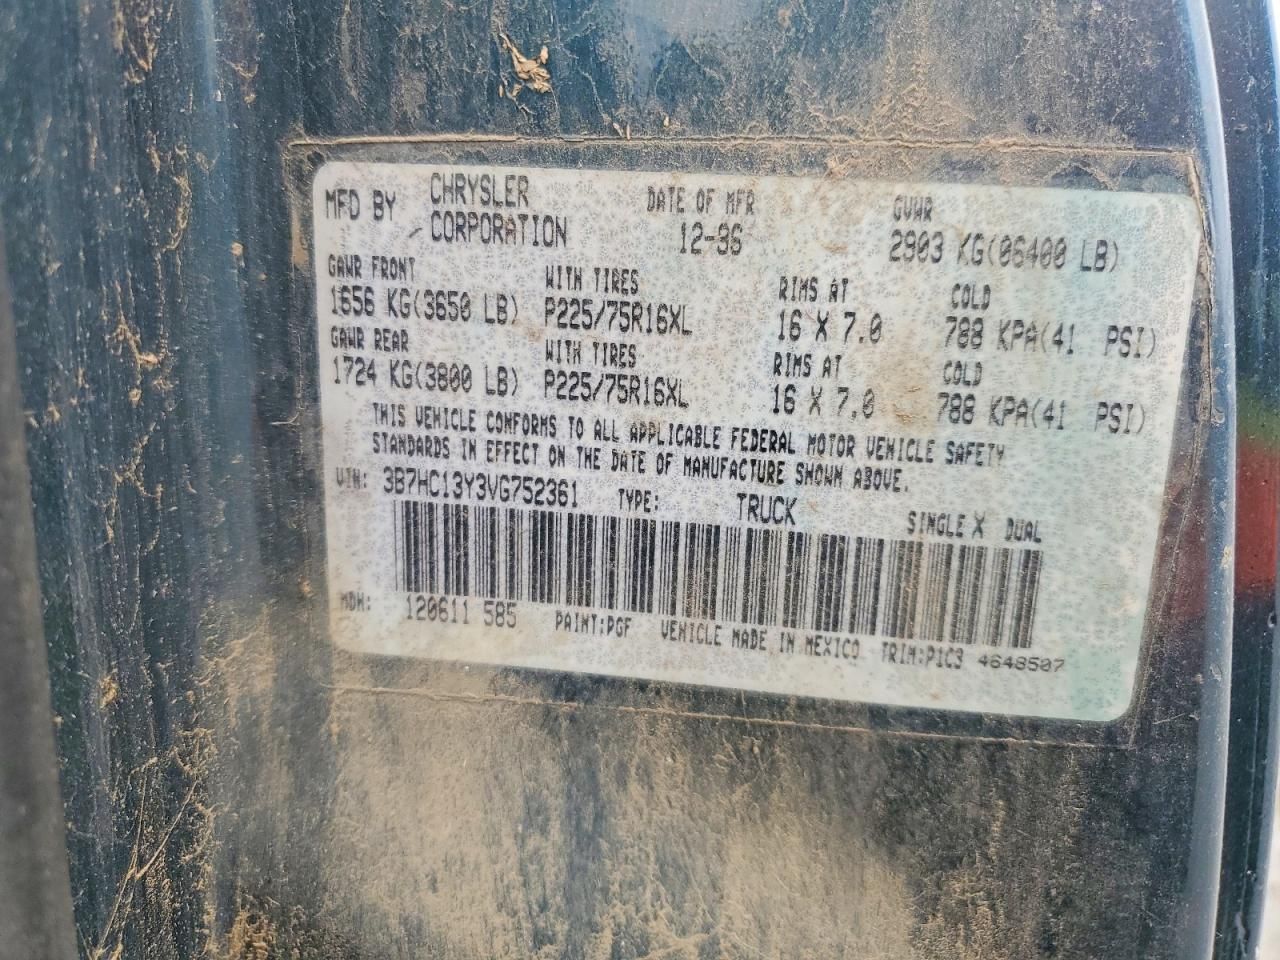 MFD BY CHRYSLER CORPORATION DATE OF MFR 12-96 GVWR 2903 KG(06400 LB)
GAWR FRONT WITH TIRES RIMS AT COLD
1656 KG(3650 LB) P225/75R16XL 16 X 7.0 788 KPA(41 PSI)
GAWR REAR WITH TIRES RIMS AT COLD
1724 KG(3800 LB) P225/75R16XL 16 X 7.0 788 KPA(41 PSI)
THIS VEHICLE CONFORMS TO ALL APPLICABLE FEDERAL MOTOR VEHICLE SAFETY
STANDARDS IN EFFECT ON THE DATE OF MANUFACTURE SHOWN ABOVE.
VIN: 3B7HC13Y3VG752361 TYPE: TRUCK SINGLE X DUAL
MDH: 120611 585 PAINT:PGF VEHICLE MADE IN MEXICO TRIM:P1C3 4648507